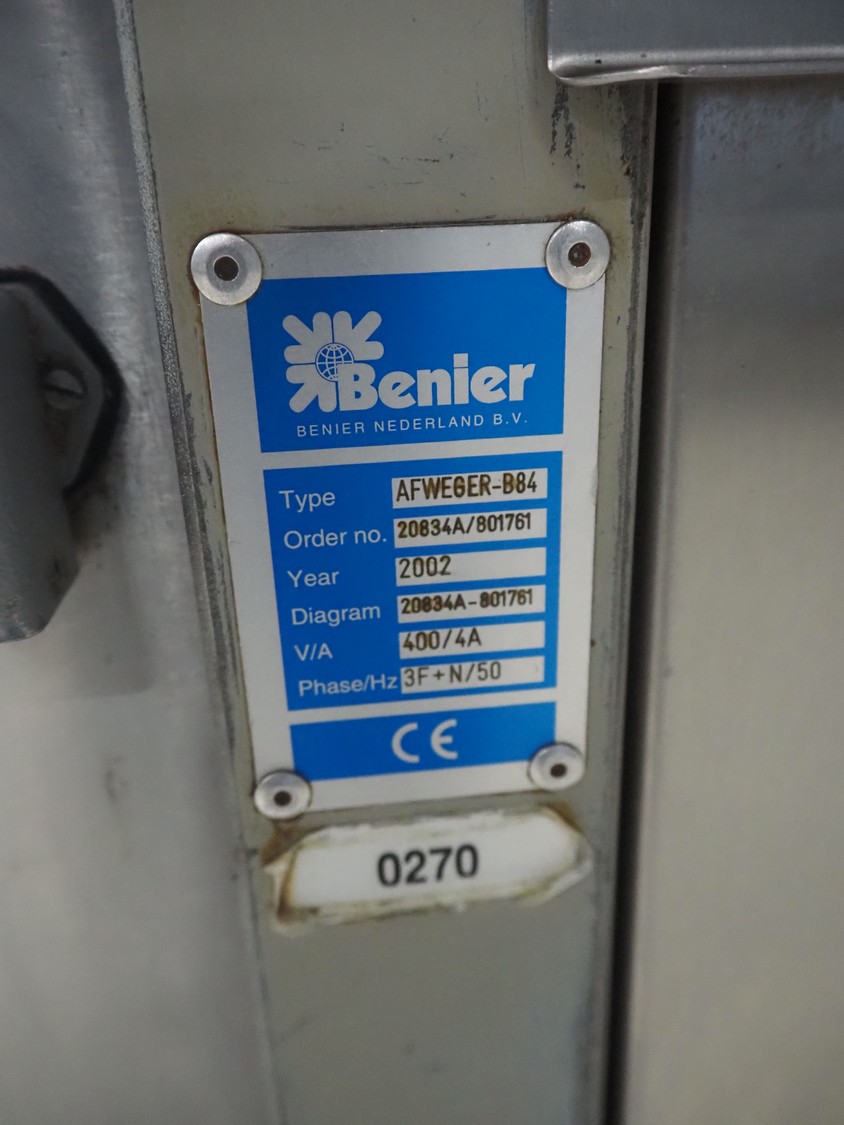 Benier
BENIER NEDERLAND B.V.
Type AFWEGER-B84
Order no. 20834A/801761
Year 2002
Diagram 20834A-801761
V/A 400/4A
Phase/Hz 3F+N/50
CE
0270